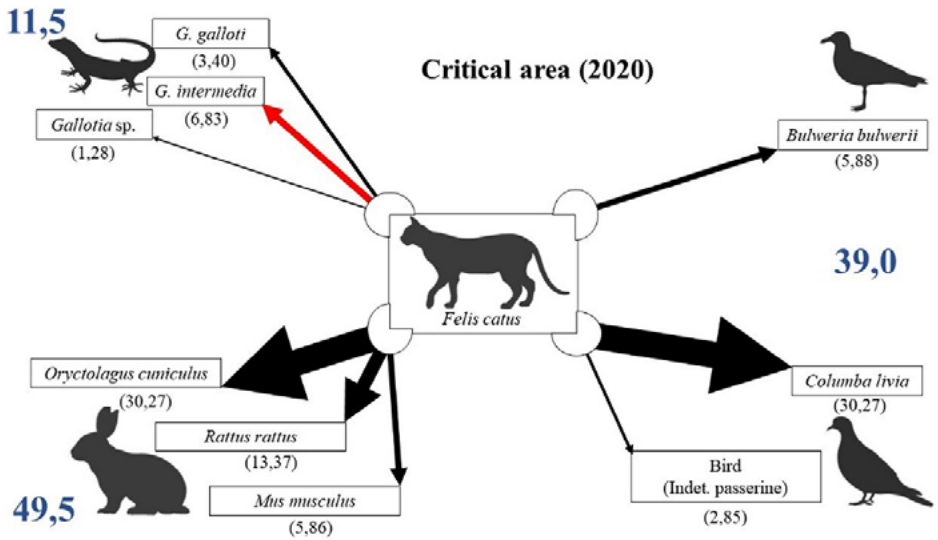 11,5
G. galloti
(3,40)
G. intermedia
(6,83)
Gallotia sp.
(1,28)
Critical area (2020)
Bulweria bulwerii
(5,88)
39,0
Felis catus
Oryctolagus cuniculus
(30,27)
Rattus rattus
(13,37)
Mus musculus
(5,86)
49,5
Columba livia
(30,27)
Bird
(Indet. passerine)
(2,85)